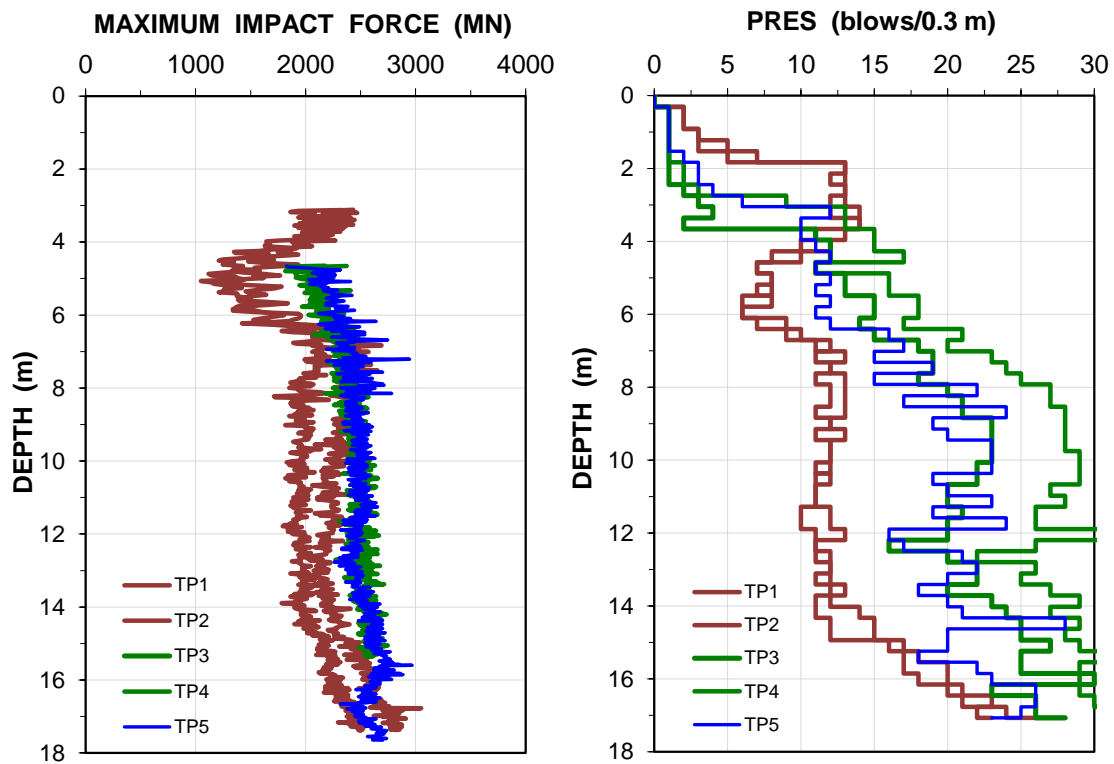 MAXIMUM IMPACT FORCE (MN)
0 1000 2000 3000 4000
DEPTH (m)
0
2
4
6
8
10
12
14
16
18
TP1
TP2
TP3
TP4
TP5
PRES (blows/0.3 m)
0 5 10 15 20 25 30
DEPTH (m)
0
2
4
6
8
10
12
14
16
18
TP1
TP2
TP3
TP4
TP5